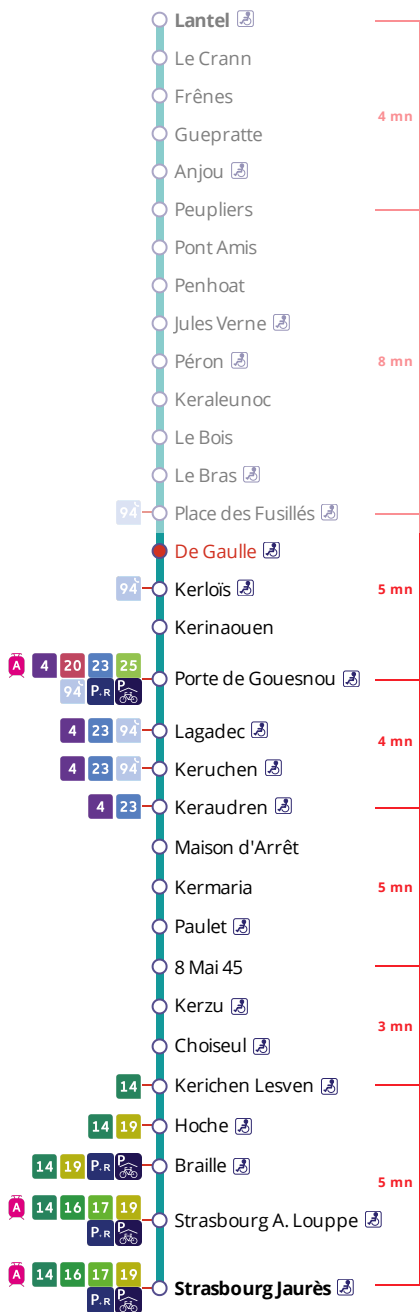 Lantel
Le Crann
Frênes
Guepratte
4 mn
Anjou
Peupliers
Pont Amis
Penhoat
Jules Verne
Péron
8 mn
Keraleunoc
Le Bois
Le Bras
94 Place des Fusillés
De Gaulle
94 Kerloïs
5 mn
Kerinaouen
A 4 20 23 25
94 P+R P
Porte de Gouesnou
4 23 94 Lagadec
4 mn
4 23 94 Keruchen
4 23 Keraudren
Maison d'Arrêt
Kermaria
5 mn
Paulet
8 Mai 45
Kerzu
3 mn
Choiseul
14 Kerichen Lesven
14 19 Hoche
14 19 P+R P Braille
5 mn
A 14 16 17 19
P+R P
Strasbourg A. Louppe
A 14 16 17 19
P+R P
Strasbourg Jaurès